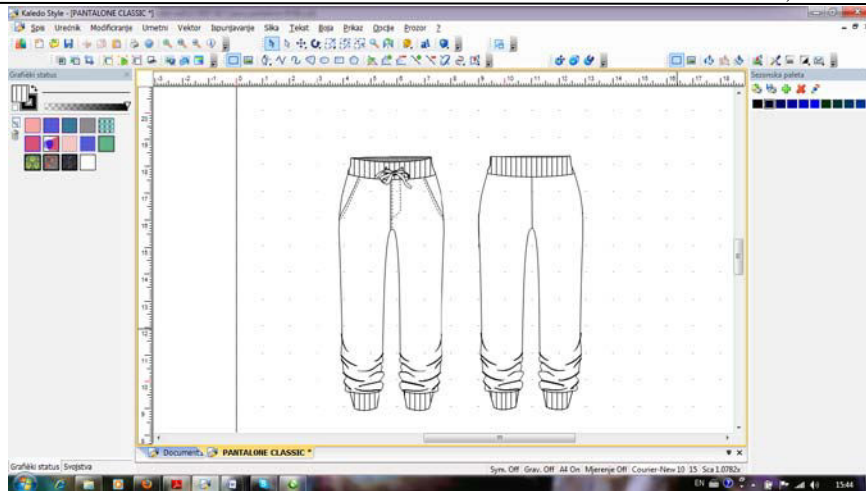 Kaledo Style - [PANTALONE CLASSIC *]
Spis Urednik Modificiranje Umetni Vektor Ispunjavanje Slika Tekst Boja Prikaz Opcije Prozor ?
Grafički status
Sezonska paleta
PANTALONE CLASSIC *
Grafički status Svojstva
Sym. Off Grav. Off All On Mjerenje Off Courier-New 10 15 Sca 1.0782x
EN
15:44